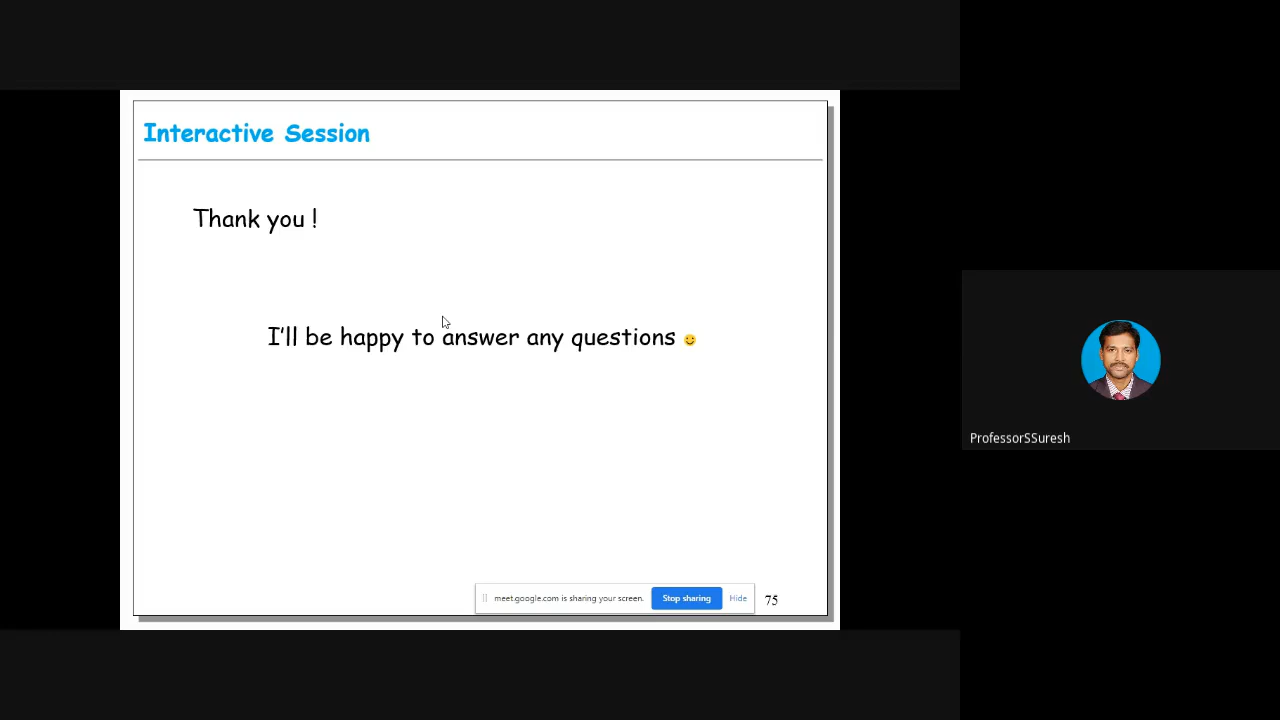 Interactive Session
Thank you !
I'll be happy to answer any questions
ProfessorSSuresh
meet.google.com is sharing your screen.
Stop sharing
Hide
75